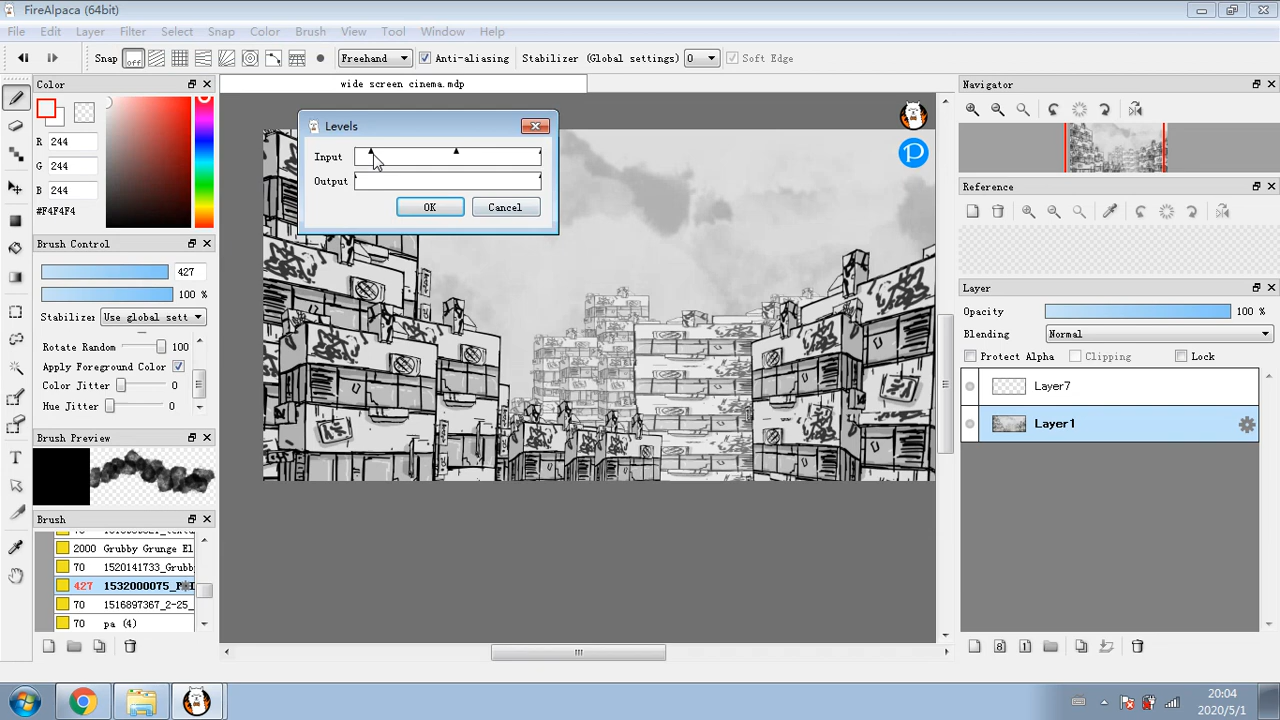 FireAlpaca (64bit)
File Edit Layer Filter Select Snap Color Brush View Tool Window Help
Snap off Freehand Anti-aliasing Stabilizer (Global settings) 0 Soft Edge
Color
wide screen cinema.mdp
Navigator
R 244
G 244
B 244
#F4F4F4
Levels
Input
Output
OK Cancel
P
Reference
Brush Control
427
100 %
Stabilizer: Use global sett
Rotate Random 100
Apply Foreground Color
Color Jitter 0
Hue Jitter 0
Layer
Opacity 100 %
Blending Normal
Protect Alpha Clipping Lock
Layer7
Layer1
Brush Preview
Brush
2000 Grubby Grunge El
70 1520141733_Grubby
427 1532000075_
70 1516897367_2-25_
70 pa (4)
20:04
2020/5/1